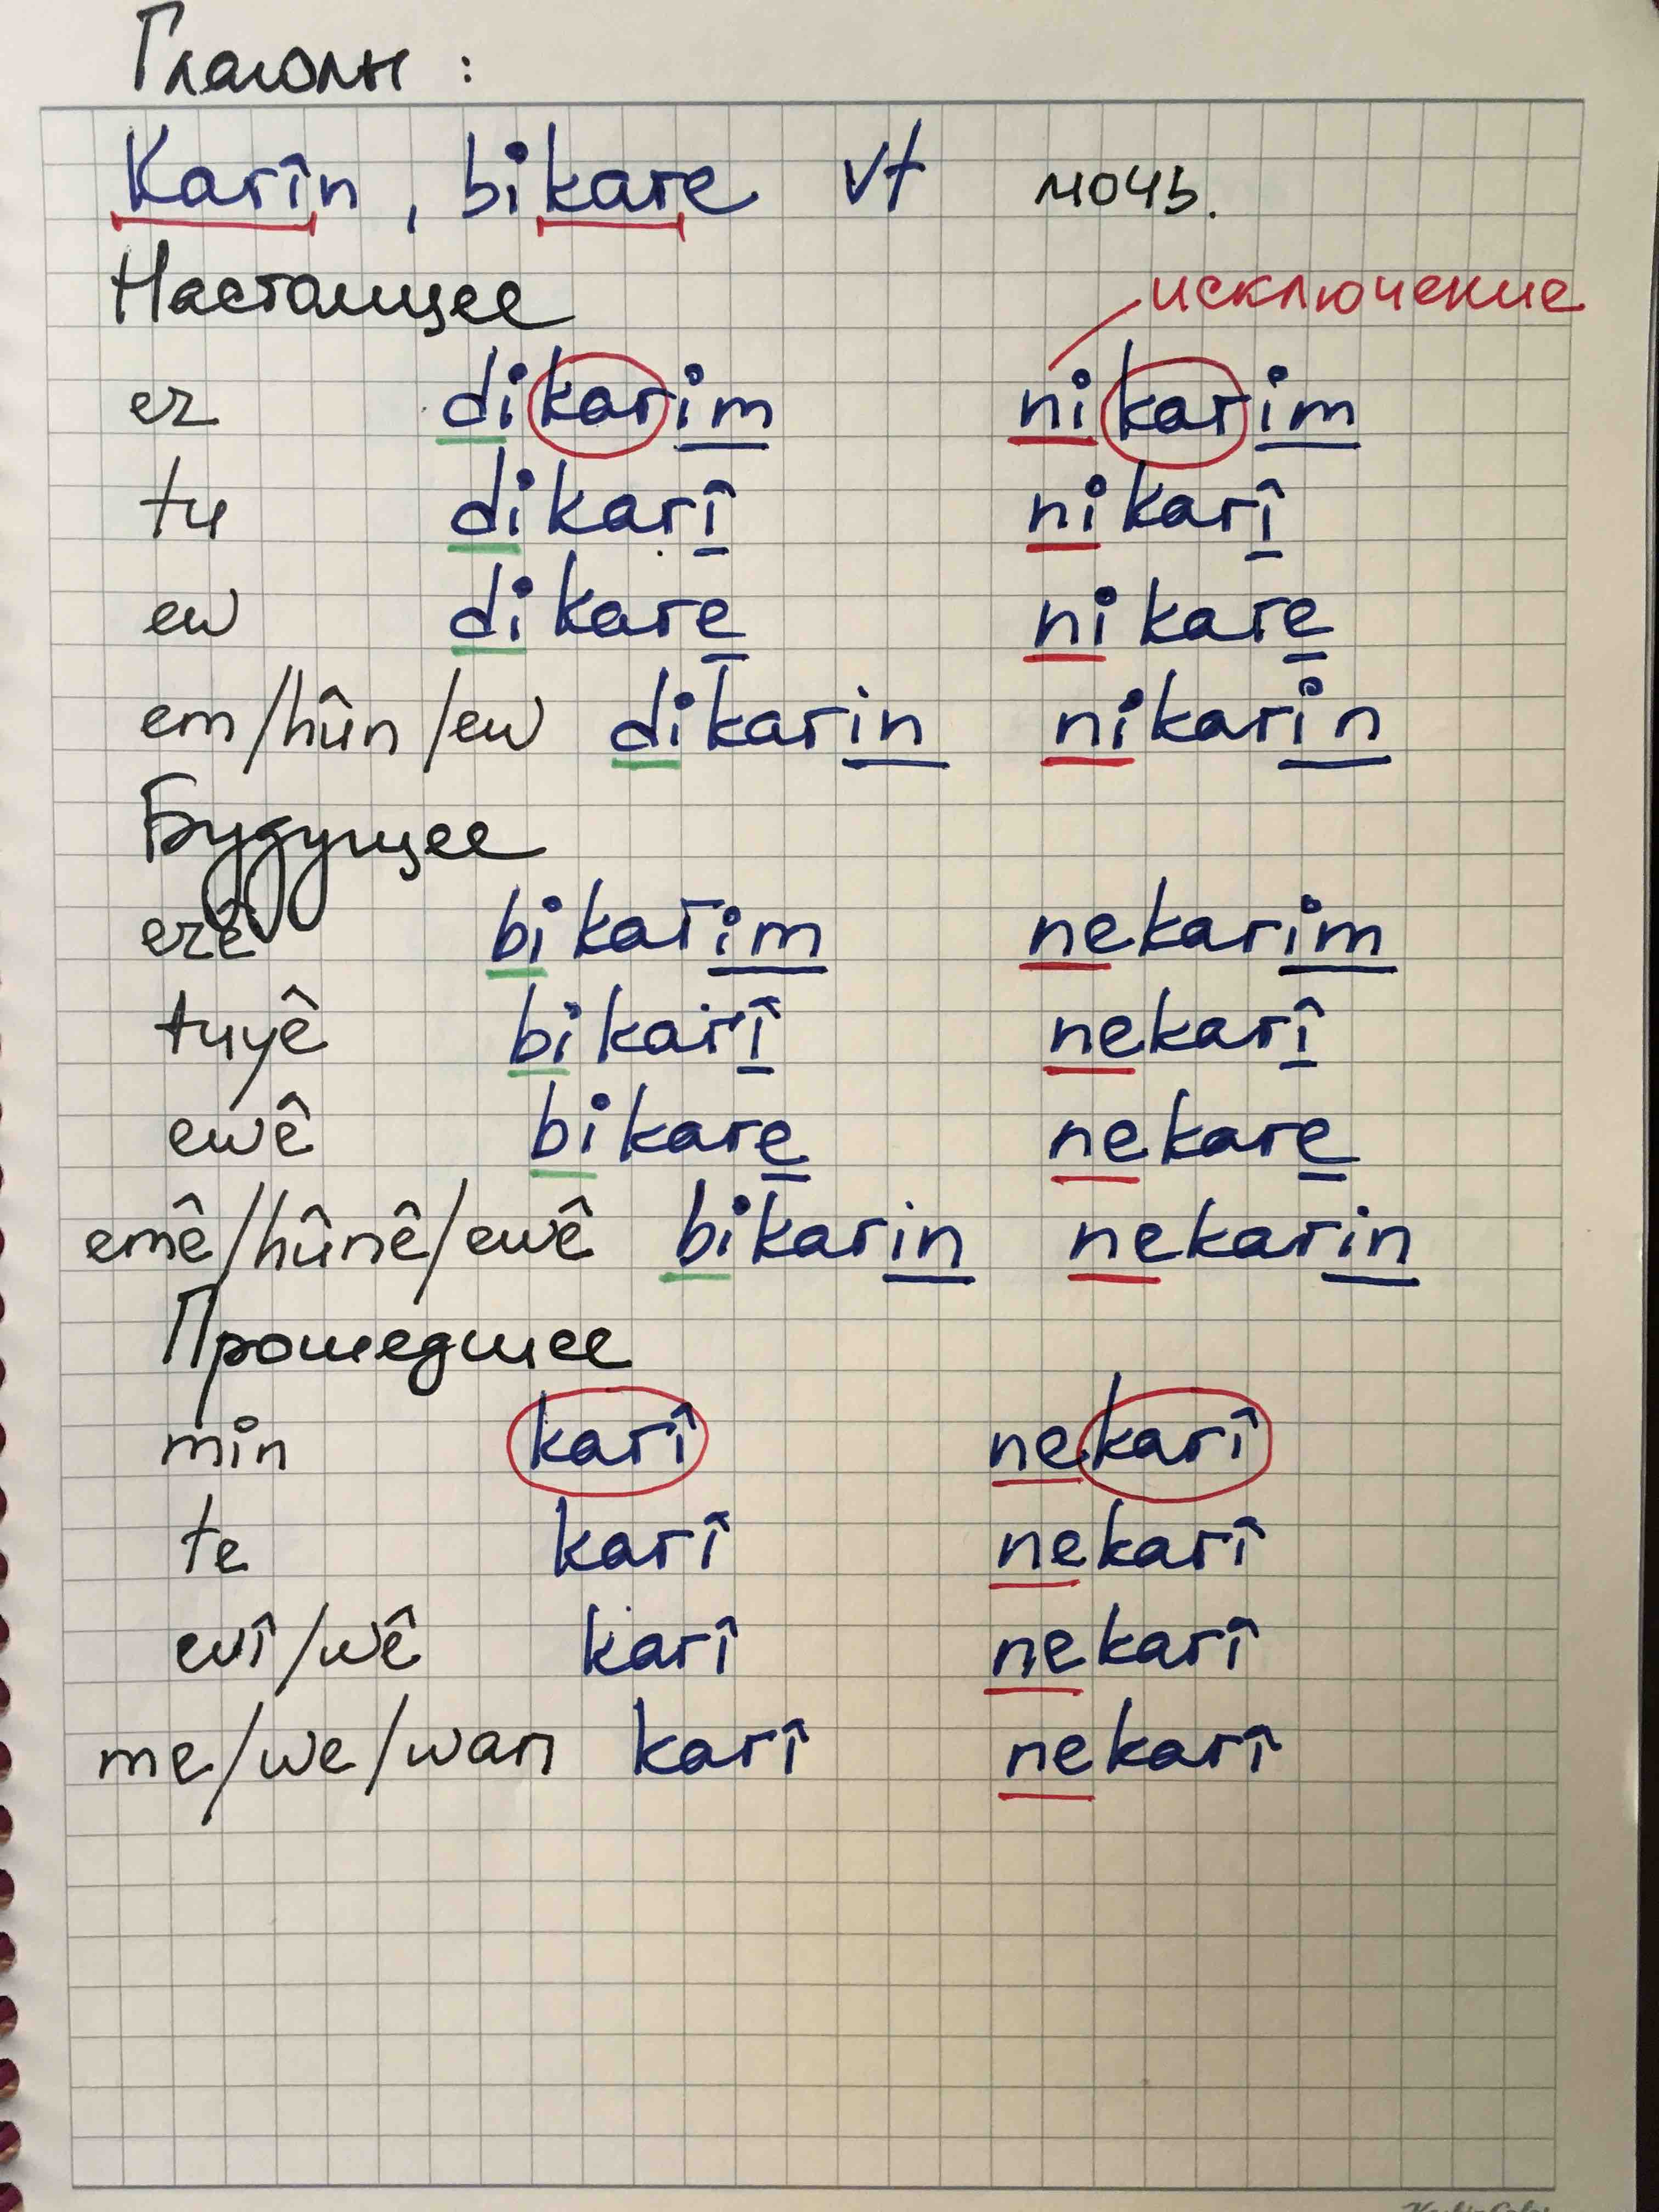 Глаголы :
Karîn , bikare vt мочь.
Настоящее
исключение
ez dikarim nikarim
tu dikarî nikarî
ew dikare nikare
em/hûn/ew dikarin nikarin
Будущее
ezê bikarim nekarim
tuyê bikarî nekarî
ewê bikare nekare
emê/hûnê/ewê bikarin nekarin
Прошедшее
min karî nekarî
te karî nekarî
wî/wê karî nekarî
me/we/wan karî nekarî